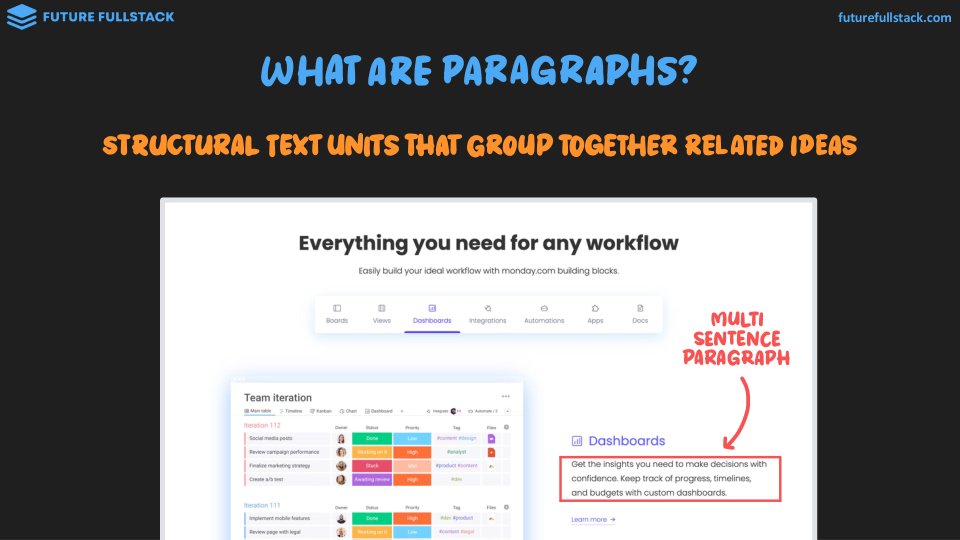 FUTURE FULLSTACK
futurefullstack.com
WHAT ARE PARAGRAPHS?
STRUCTURAL TEXT UNITS THAT GROUP TOGETHER RELATED IDEAS
Everything you need for any workflow
Easily build your ideal workflow with monday.com building blocks.
Boards Views Dashboards Integrations Automations Apps Docs
MULTI
SENTENCE
PARAGRAPH
Team iteration
Main table Timeline Kanban Chart Dashboard + Integrate Automate / 2
Iteration 112 Owner Status Priority Tag Files
Social media posts Done Low #content #design
Review campaign performance Working on it High #analyst
Finalize marketing strategy Stuck #product #content
Create a/b test Awaiting review High #dev
Iteration 111 Owner Status Priority Tag Files
Implement mobile features Done High #dev #product
Review page with legal Working on it Low #content #legal
Dashboards
Get the insights you need to make decisions with
confidence. Keep track of progress, timelines,
and budgets with custom dashboards.
Learn more →